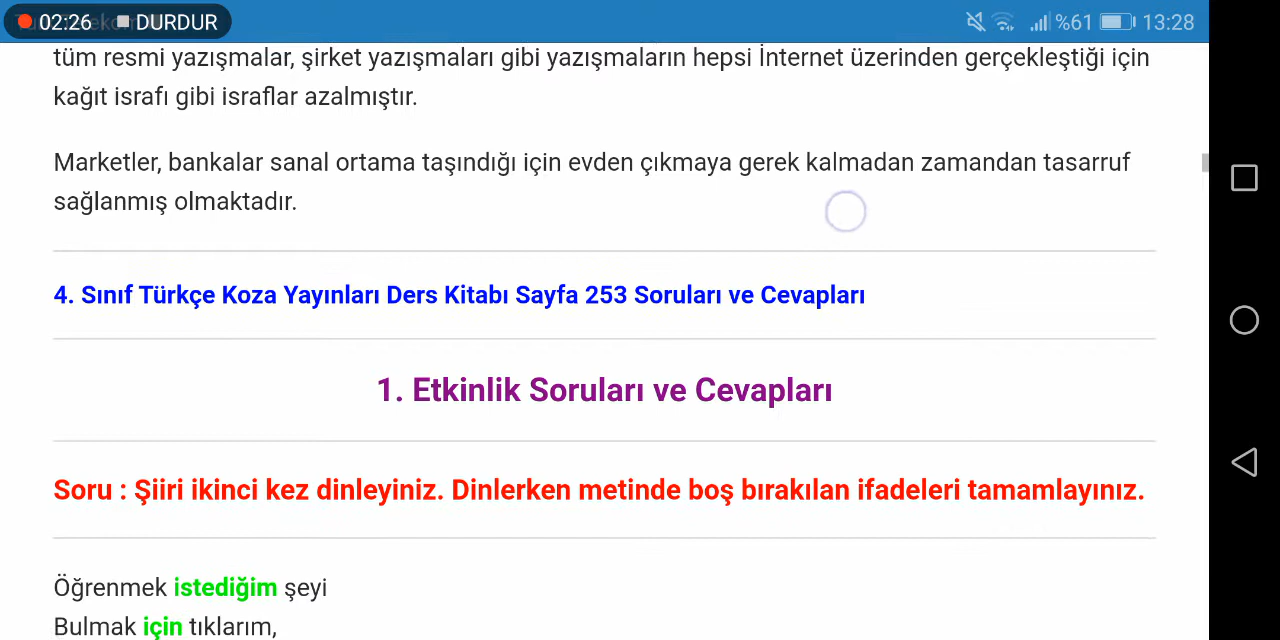 02:26 DURDUR %61 13:28
tüm resmi yazışmalar, şirket yazışmaları gibi yazışmaların hepsi İnternet üzerinden gerçekleştiği için
kağıt israfı gibi israflar azalmıştır.
Marketler, bankalar sanal ortama taşındığı için evden çıkmaya gerek kalmadan zamandan tasarruf
sağlanmış olmaktadır.
4. Sınıf Türkçe Koza Yayınları Ders Kitabı Sayfa 253 Soruları ve Cevapları
1. Etkinlik Soruları ve Cevapları
Soru : Şiiri ikinci kez dinleyiniz. Dinlerken metinde boş bırakılan ifadeleri tamamlayınız.
Öğrenmek istediğim şeyi
Bulmak için tıklarım,